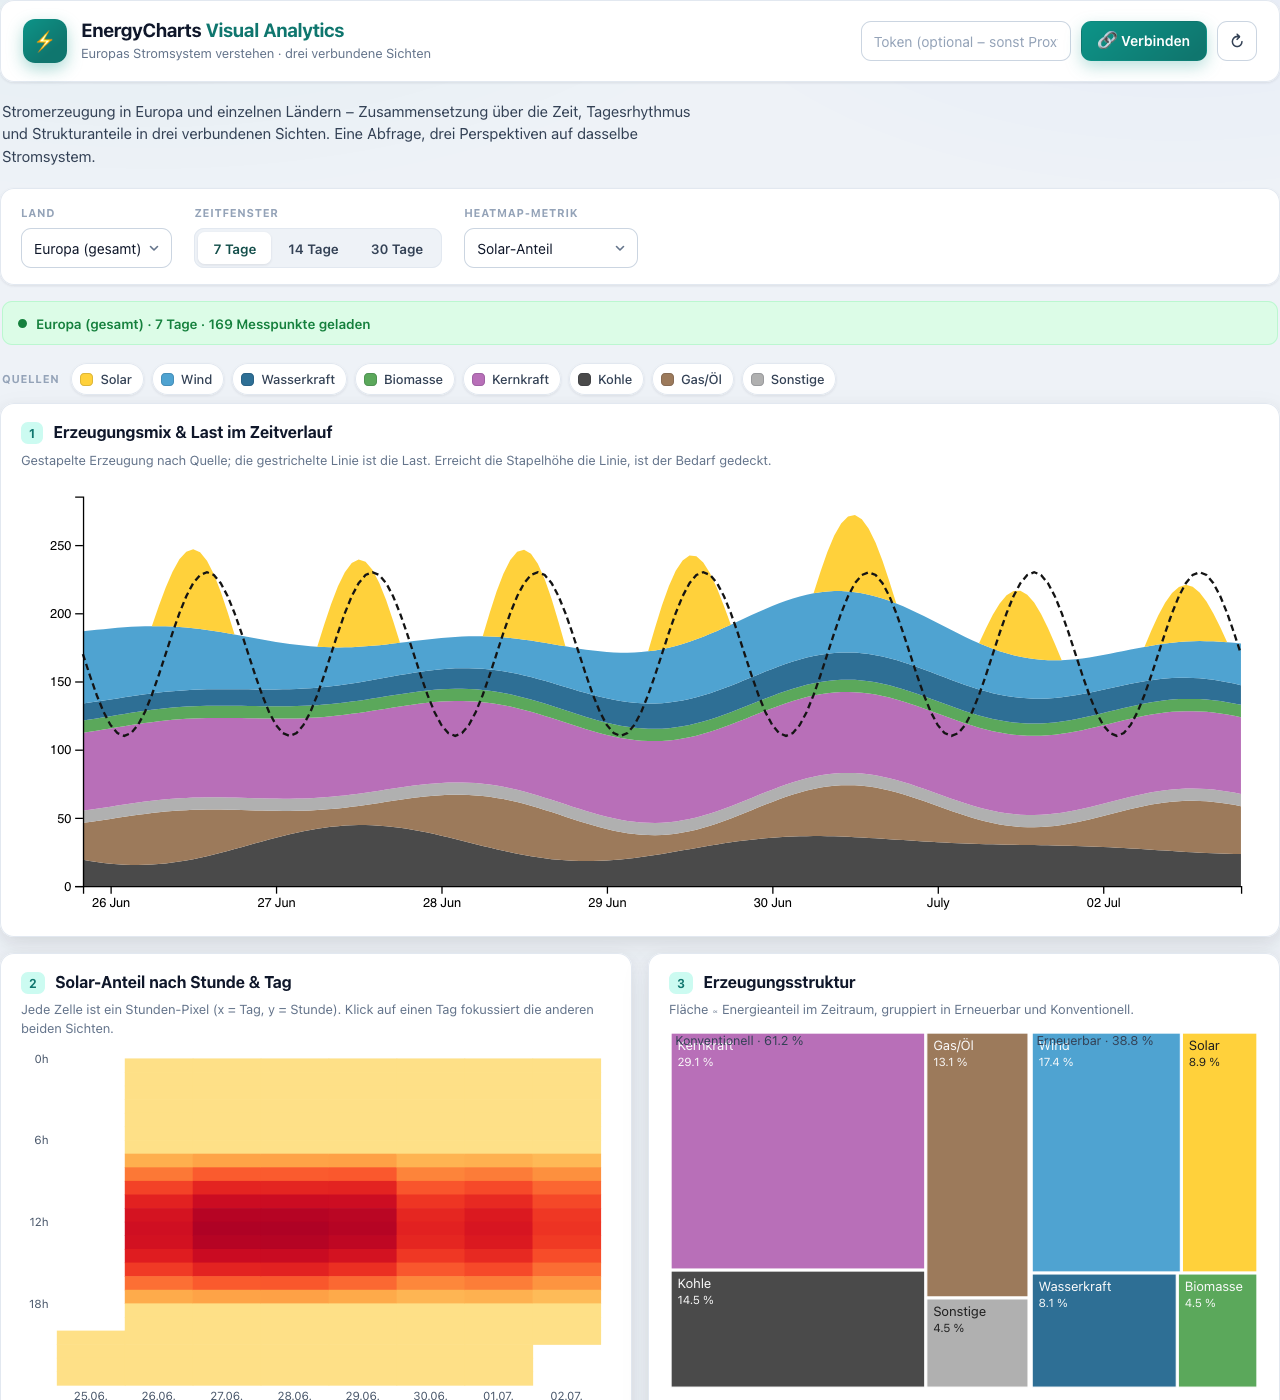 EnergyCharts Visual Analytics
Europas Stromsystem verstehen · drei verbundene Sichten
Token (optional – sonst Prox
Verbinden
Stromerzeugung in Europa und einzelnen Ländern – Zusammensetzung über die Zeit, Tagesrhythmus
und Strukturanteile in drei verbundenen Sichten. Eine Abfrage, drei Perspektiven auf dasselbe
Stromsystem.
LAND ZEITFENSTER HEATMAP-METRIK
Europa (gesamt) 7 Tage 14 Tage 30 Tage Solar-Anteil
Europa (gesamt) · 7 Tage · 169 Messpunkte geladen
QUELLEN Solar Wind Wasserkraft Biomasse Kernkraft Kohle Gas/Öl Sonstige
1 Erzeugungsmix & Last im Zeitverlauf
Gestapelte Erzeugung nach Quelle; die gestrichelte Linie ist die Last. Erreicht die Stapelhöhe die Linie, ist der Bedarf gedeckt.
250
200
150
100
50
0
26 Jun 27 Jun 28 Jun 29 Jun 30 Jun July 02 Jul
2 Solar-Anteil nach Stunde & Tag
Jede Zelle ist ein Stunden-Pixel (x = Tag, y = Stunde). Klick auf einen Tag fokussiert die anderen
beiden Sichten.
0h
6h
12h
18h
25.06. 26.06. 27.06. 28.06. 29.06. 30.06. 01.07. 02.07.
3 Erzeugungsstruktur
Fläche ∝ Energieanteil im Zeitraum, gruppiert in Erneuerbar und Konventionell.
Konventionell · 61.2 % Erneuerbar · 38.8 %
Kernkraft Gas/Öl Wind Solar
29.1 % 13.1 % 17.4 % 8.9 %
Kohle Wasserkraft Biomasse
14.5 % 8.1 % 4.5 %
Sonstige
4.5 %